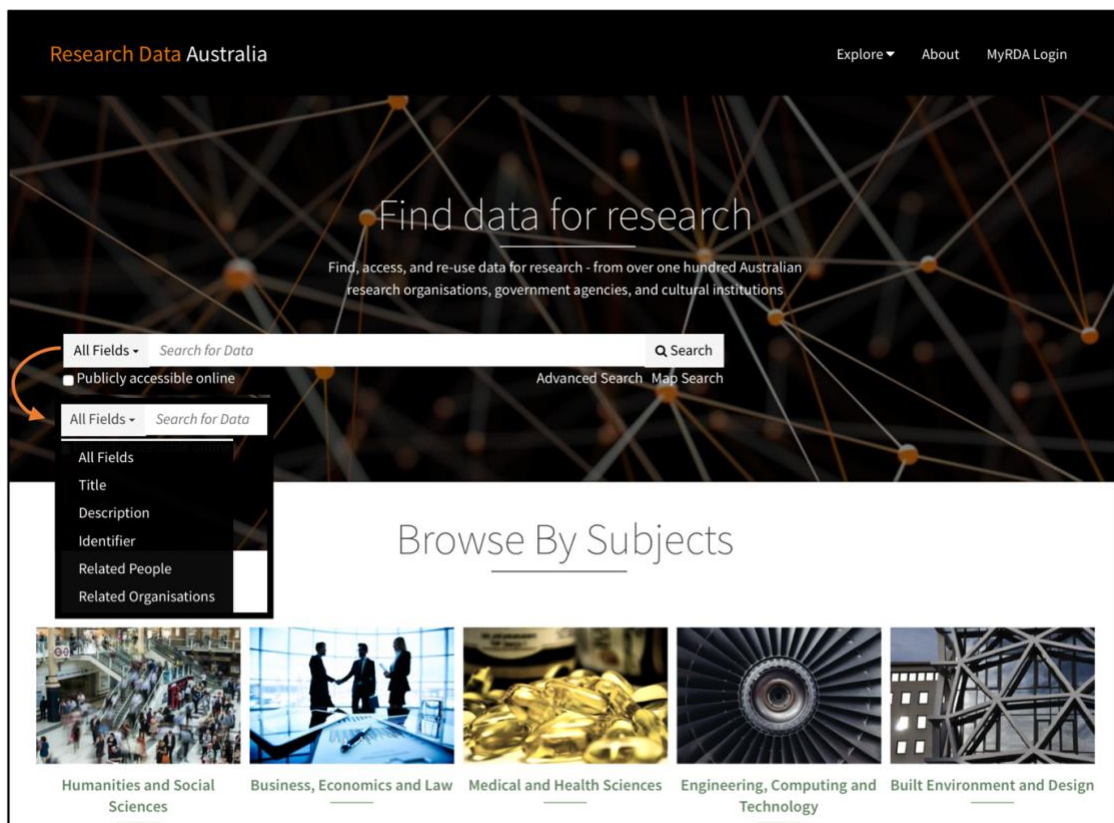 Research Data Australia
Explore
About
MyRDA Login
Find data for research
Find, access, and re-use data for research - from over one hundred Australian
research organisations, government agencies, and cultural institutions
All Fields
Search for Data
Search
Publicly accessible online
Advanced Search
Map Search
All Fields
Search for Data
All Fields
Title
Description
Identifier
Related People
Related Organisations
Browse By Subjects
Humanities and Social
Sciences
Business, Economics and Law
Medical and Health Sciences
Engineering, Computing and
Technology
Built Environment and Design